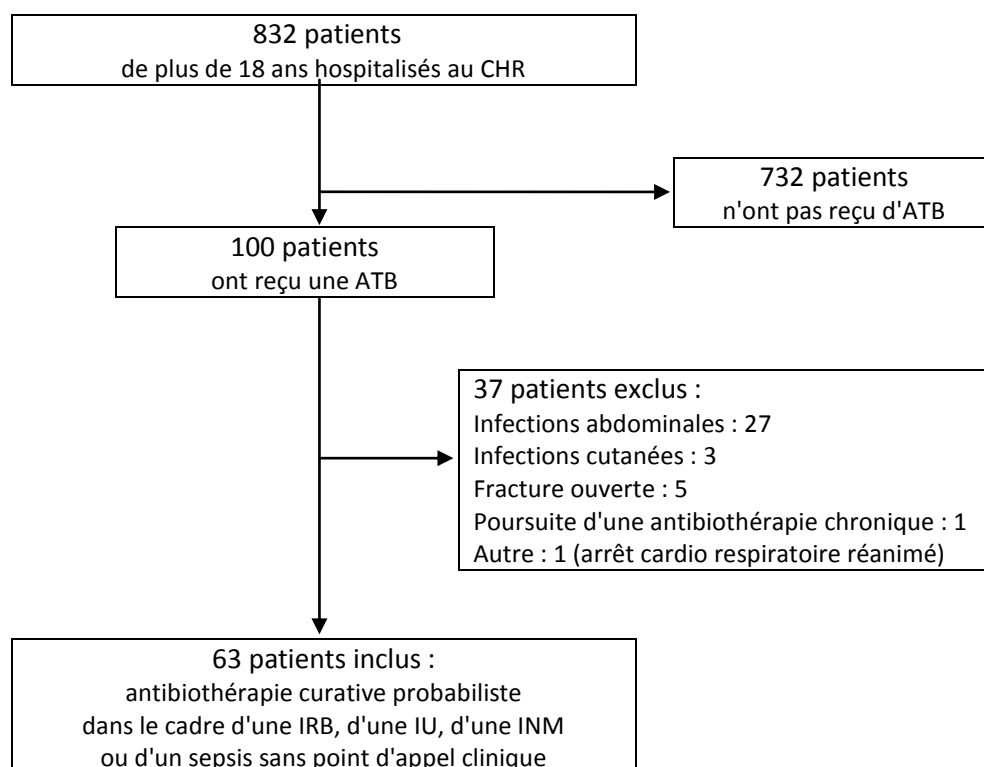 832 patients
de plus de 18 ans hospitalisés au CHR
732 patients
n'ont pas reçu d'ATB
100 patients
ont reçu une ATB
37 patients exclus :
Infections abdominales : 27
Infections cutanées : 3
Fracture ouverte : 5
Poursuite d'une antibiothérapie chronique : 1
Autre : 1 (arrêt cardio respiratoire réanimé)
63 patients inclus :
antibiothérapie curative probabiliste
dans le cadre d'une IRB, d'une IU, d'une INM
ou d'un sepsis sans point d'appel clinique